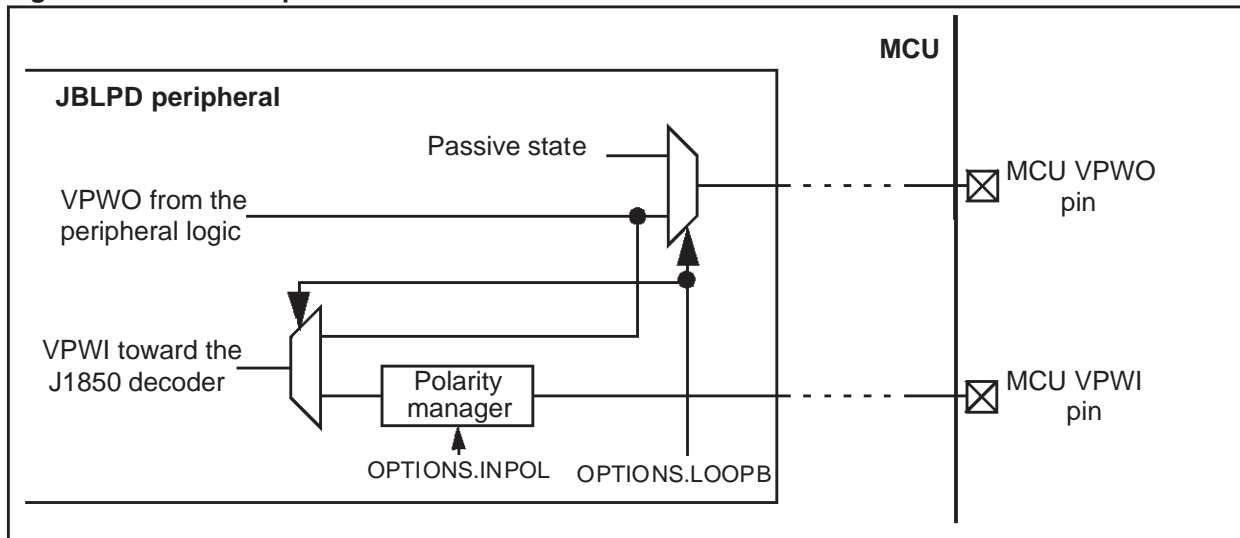 MCU
JBLPD peripheral
Passive state
MCU VPWO
pin
VPWO from the
peripheral logic
VPWI toward the
J1850 decoder
Polarity
manager
MCU VPWI
pin
OPTIONS.INPOL
OPTIONS.LOOPB